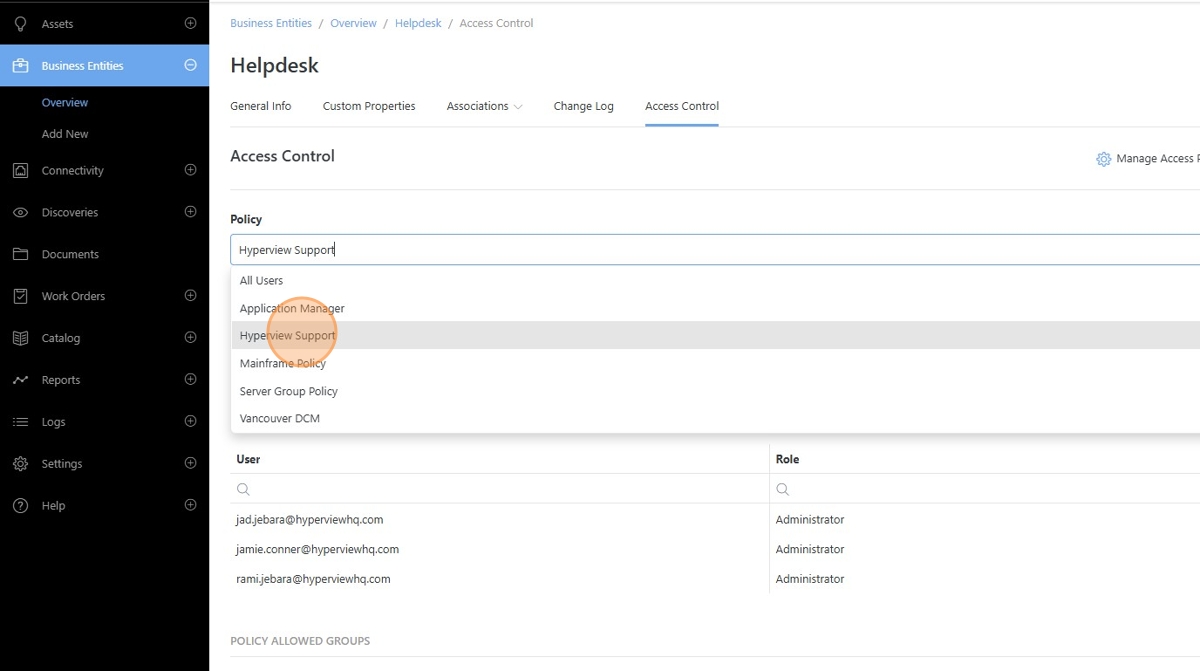 Assets
Business Entities
Overview
Add New
Connectivity
Discoveries
Documents
Work Orders
Catalog
Reports
Logs
Settings
Help
Business Entities / Overview / Helpdesk / Access Control
Helpdesk
General Info Custom Properties Associations Change Log Access Control
Access Control
Manage Access
Policy
Hyperview Support
All Users
Application Manager
Hyperview Support
Mainframe Policy
Server Group Policy
Vancouver DCM
User Role
jad.jebara@hyperviewhq.com Administrator
jamie.conner@hyperviewhq.com Administrator
rami.jebara@hyperviewhq.com Administrator
POLICY ALLOWED GROUPS